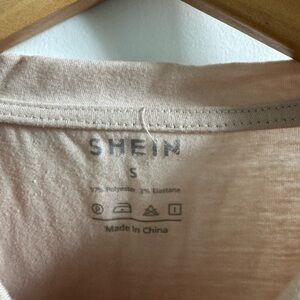 SHEIN
S
97% Polyester 3% Elastane
Made in China